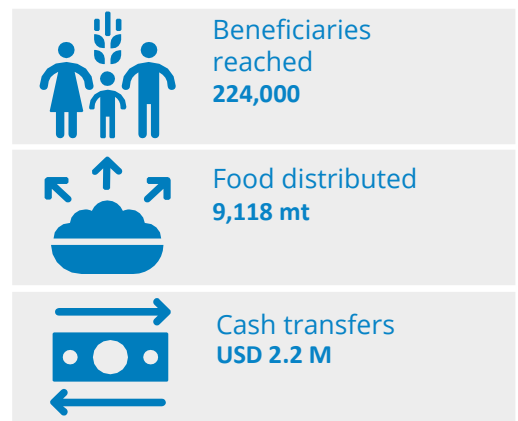 Beneficiaries
reached
224,000
Food distributed
9,118 mt
Cash transfers
USD 2.2 M